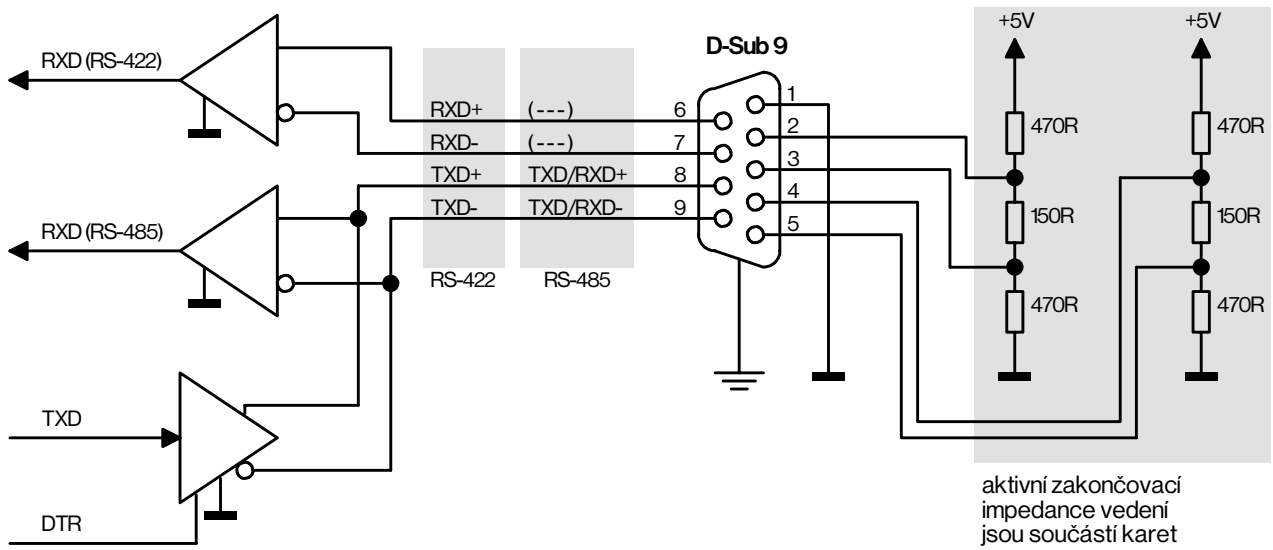 +5V
+5V
D-Sub 9
RXD (RS-422)
1
RXD+
(---)
6
470R
470R
2
RXD-
(---)
7
3
TXD+
TXD/RXD+
8
4
TXD-
TXD/RXD-
9
150R
150R
5
RXD (RS-485)
RS-422
RS-485
470R
470R
TXD
DTR
aktivní zakončovací
impedance vedení
jsou součástí karet